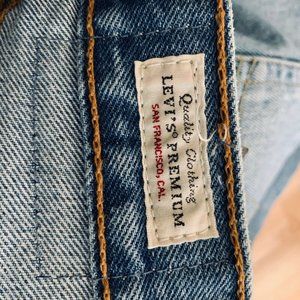 Quality Clothing
LEVI'S® PREMIUM
SAN FRANCISCO, CAL.